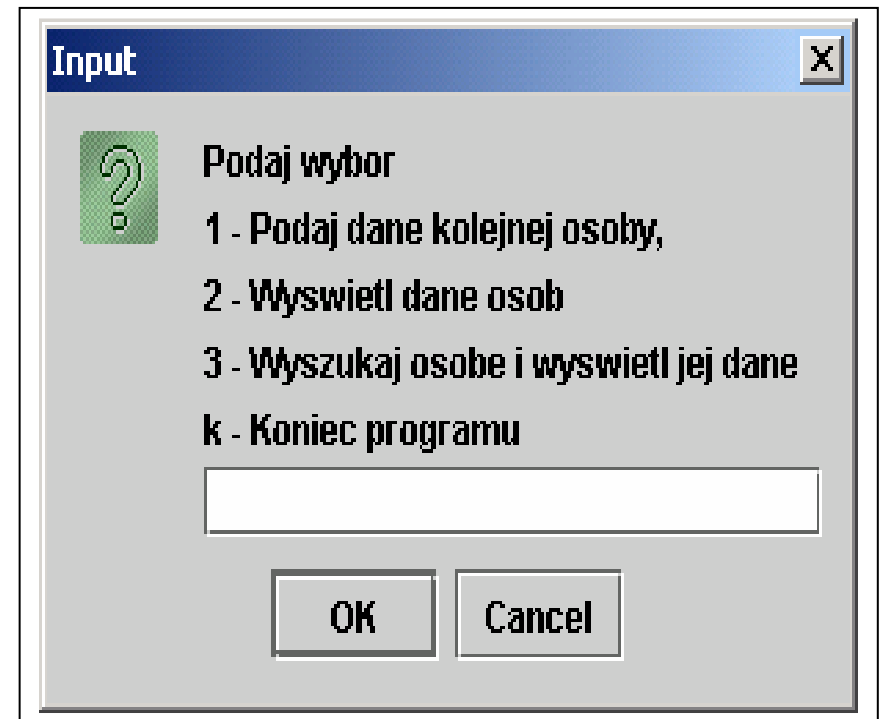 Input
Podaj wybor
1 - Podaj dane kolejnej osoby,
2 - Wyswietl dane osob
3 - Wyszukaj osobe i wyswietl jej dane
k - Koniec programu
OK Cancel